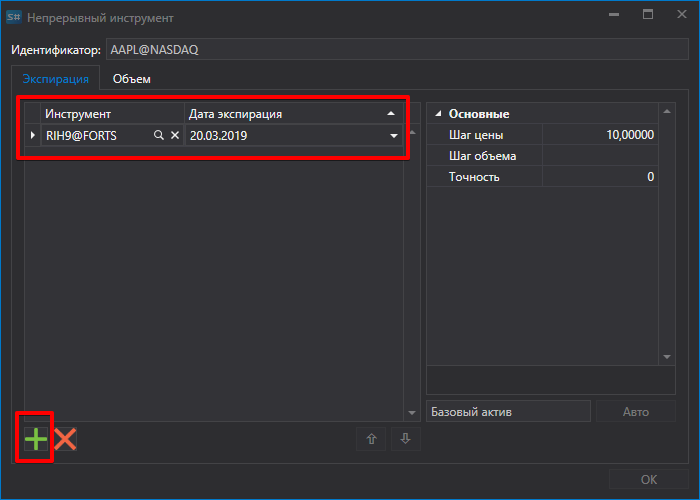 S# Непрерывный инструмент
Идентификатор: AAPL@NASDAQ
Экспирация Объем
Инструмент Дата экспирация
RIH9@FORTS 20.03.2019
Основные
Шаг цены 10,00000
Шаг объема
Точность 0
Базовый актив Авто
OK